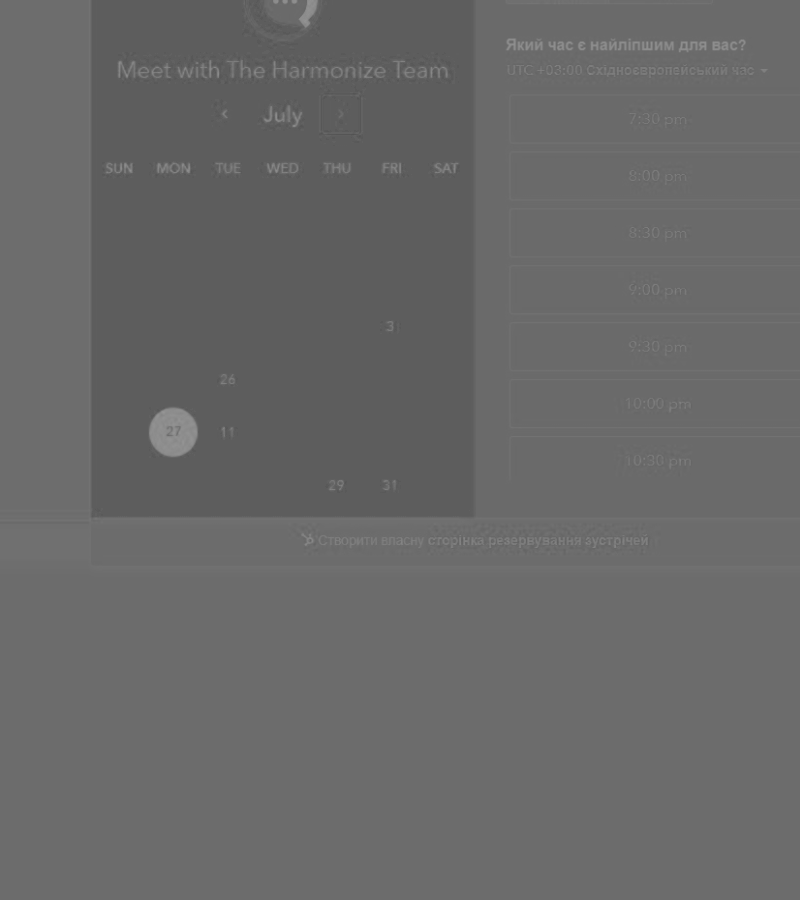 Meet with The Harmonize Team
July
SUN MON TUE WED THU FRI SAT
3
26
27 11
29 31
Який час є найліпшим для вас?
UTC +03:00 Східноєвропейський час
7:30 pm
8:00 pm
8:30 pm
9:00 pm
9:30 pm
10:00 pm
10:30 pm
Створити власну сторінка резервування зустрічей